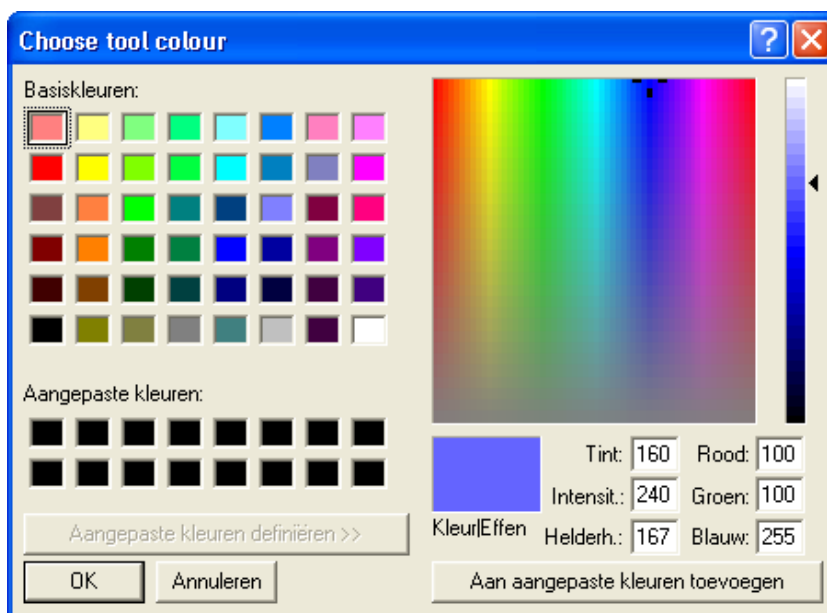 Choose tool colour
Basiskleuren:
Aangepaste kleuren:
Aangepaste kleuren definiëren >>
OK Annuleren
Kleur|Effen
Tint: 160 Rood: 100
Intensit.: 240 Groen: 100
Helderh.: 167 Blauw: 255
Aan aangepaste kleuren toevoegen